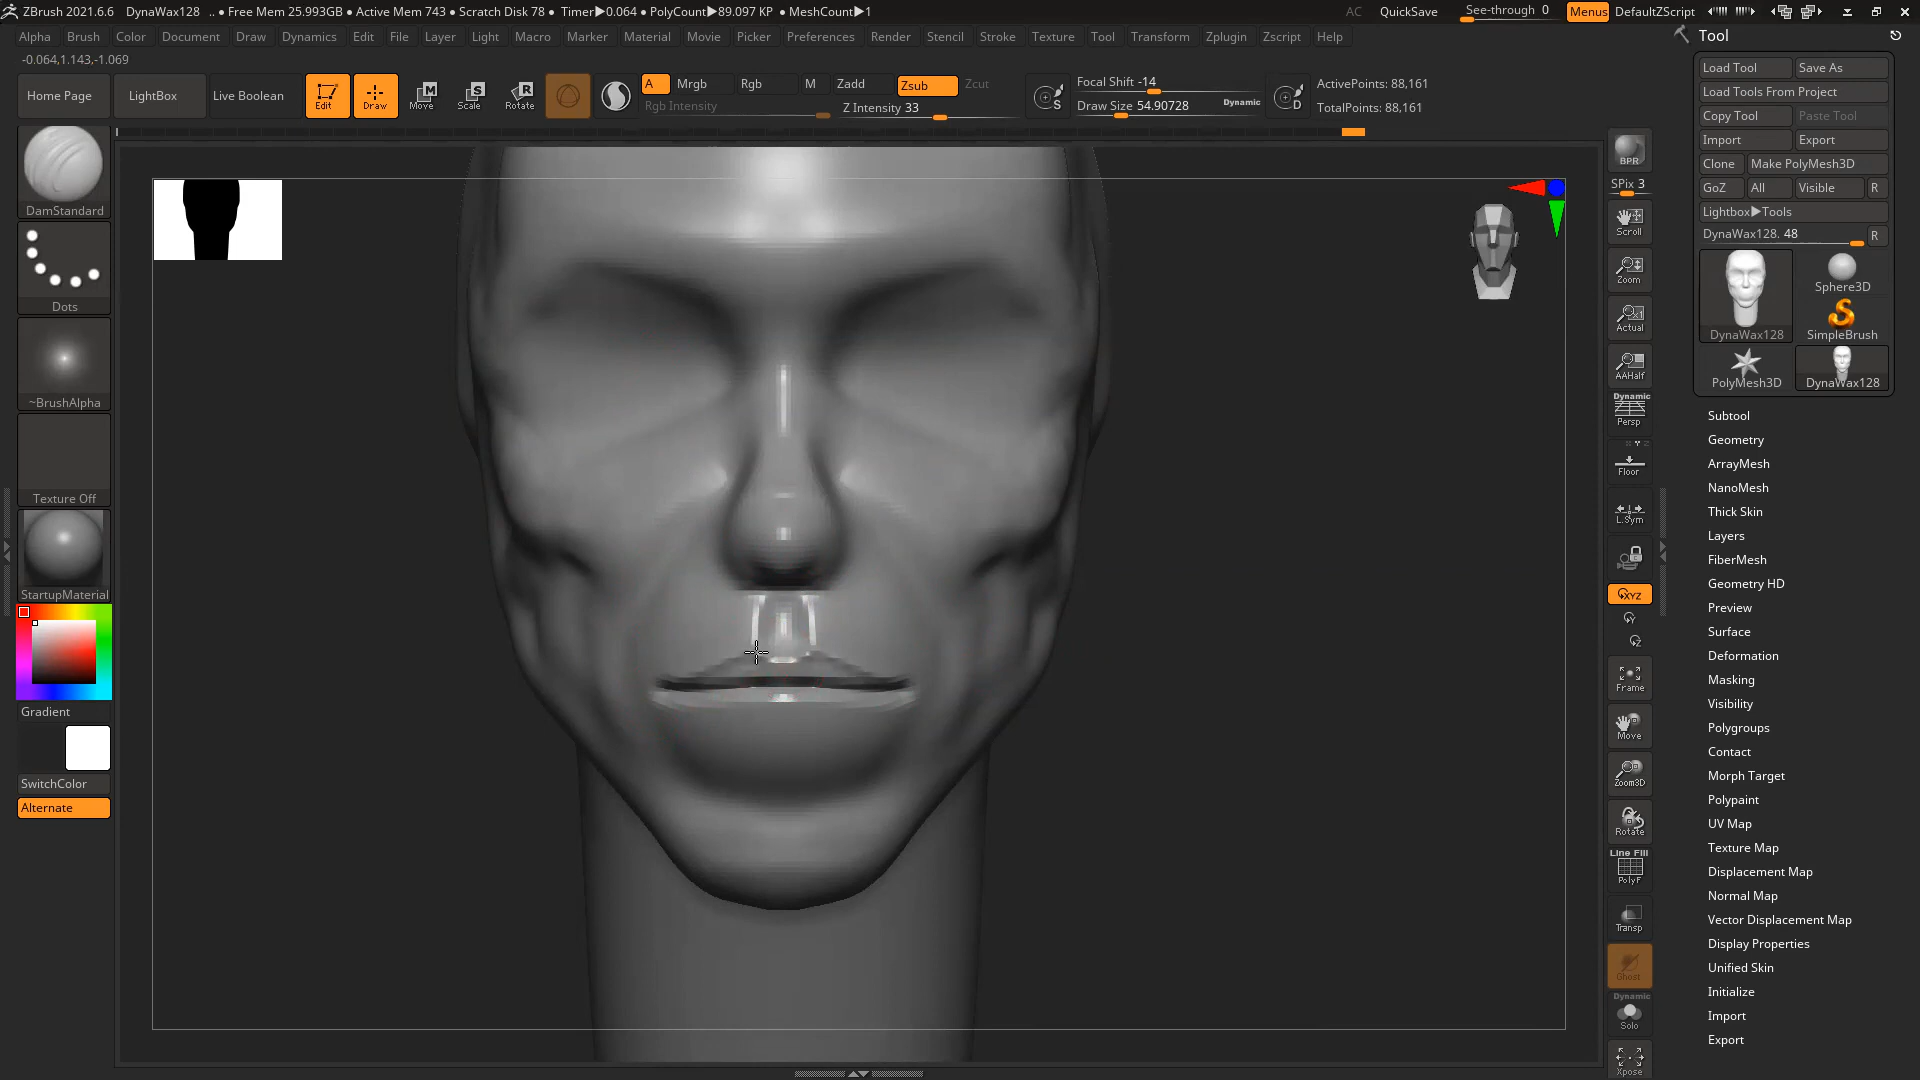 ZBrush 2021.6.6 DynaWax128 .. ● Free Mem 25.993GB ● Active Mem 743 ● Scratch Disk 78 ● Timer▶0.064 ● PolyCount▶89.097 KP ● MeshCount▶1 AC QuickSave See-through 0 Menus DefaultZScript
Alpha Brush Color Document Draw Dynamics Edit File Layer Light Macro Marker Material Movie Picker Preferences Render Stencil Stroke Texture Tool Transform Zplugin Zscript Help
-0.064,1.143,-1.069
Home Page LightBox Live Boolean Edit Draw Move Scale Rotate
A Mrgb Rgb M Zadd Zsub Zcut
Rgb Intensity Z Intensity 33
Focal Shift -14
Draw Size 54.90728 Dynamic
ActivePoints: 88,161
TotalPoints: 88,161
DamStandard
Dots
~BrushAlpha
Texture Off
StartupMaterial
Gradient
SwitchColor
Alternate
BPR
SPix 3
Scroll
Zoom
Actual
AAHalf
Dynamic
Persp
Floor
L.Sym
XYZ
Frame
Move
Zoom3D
Rotate
Line Fill
PolyF
Transp
Ghost
Dynamic
Solo
Xpose
Tool
Load Tool Save As
Load Tools From Project
Copy Tool Paste Tool
Import Export
Clone Make PolyMesh3D
GoZ All Visible R
Lightbox▶Tools
DynaWax128. 48 R
DynaWax128
Sphere3D
SimpleBrush
PolyMesh3D
DynaWax128
Subtool
Geometry
ArrayMesh
NanoMesh
Thick Skin
Layers
FiberMesh
Geometry HD
Preview
Surface
Deformation
Masking
Visibility
Polygroups
Contact
Morph Target
Polypaint
UV Map
Texture Map
Displacement Map
Normal Map
Vector Displacement Map
Display Properties
Unified Skin
Initialize
Import
Export